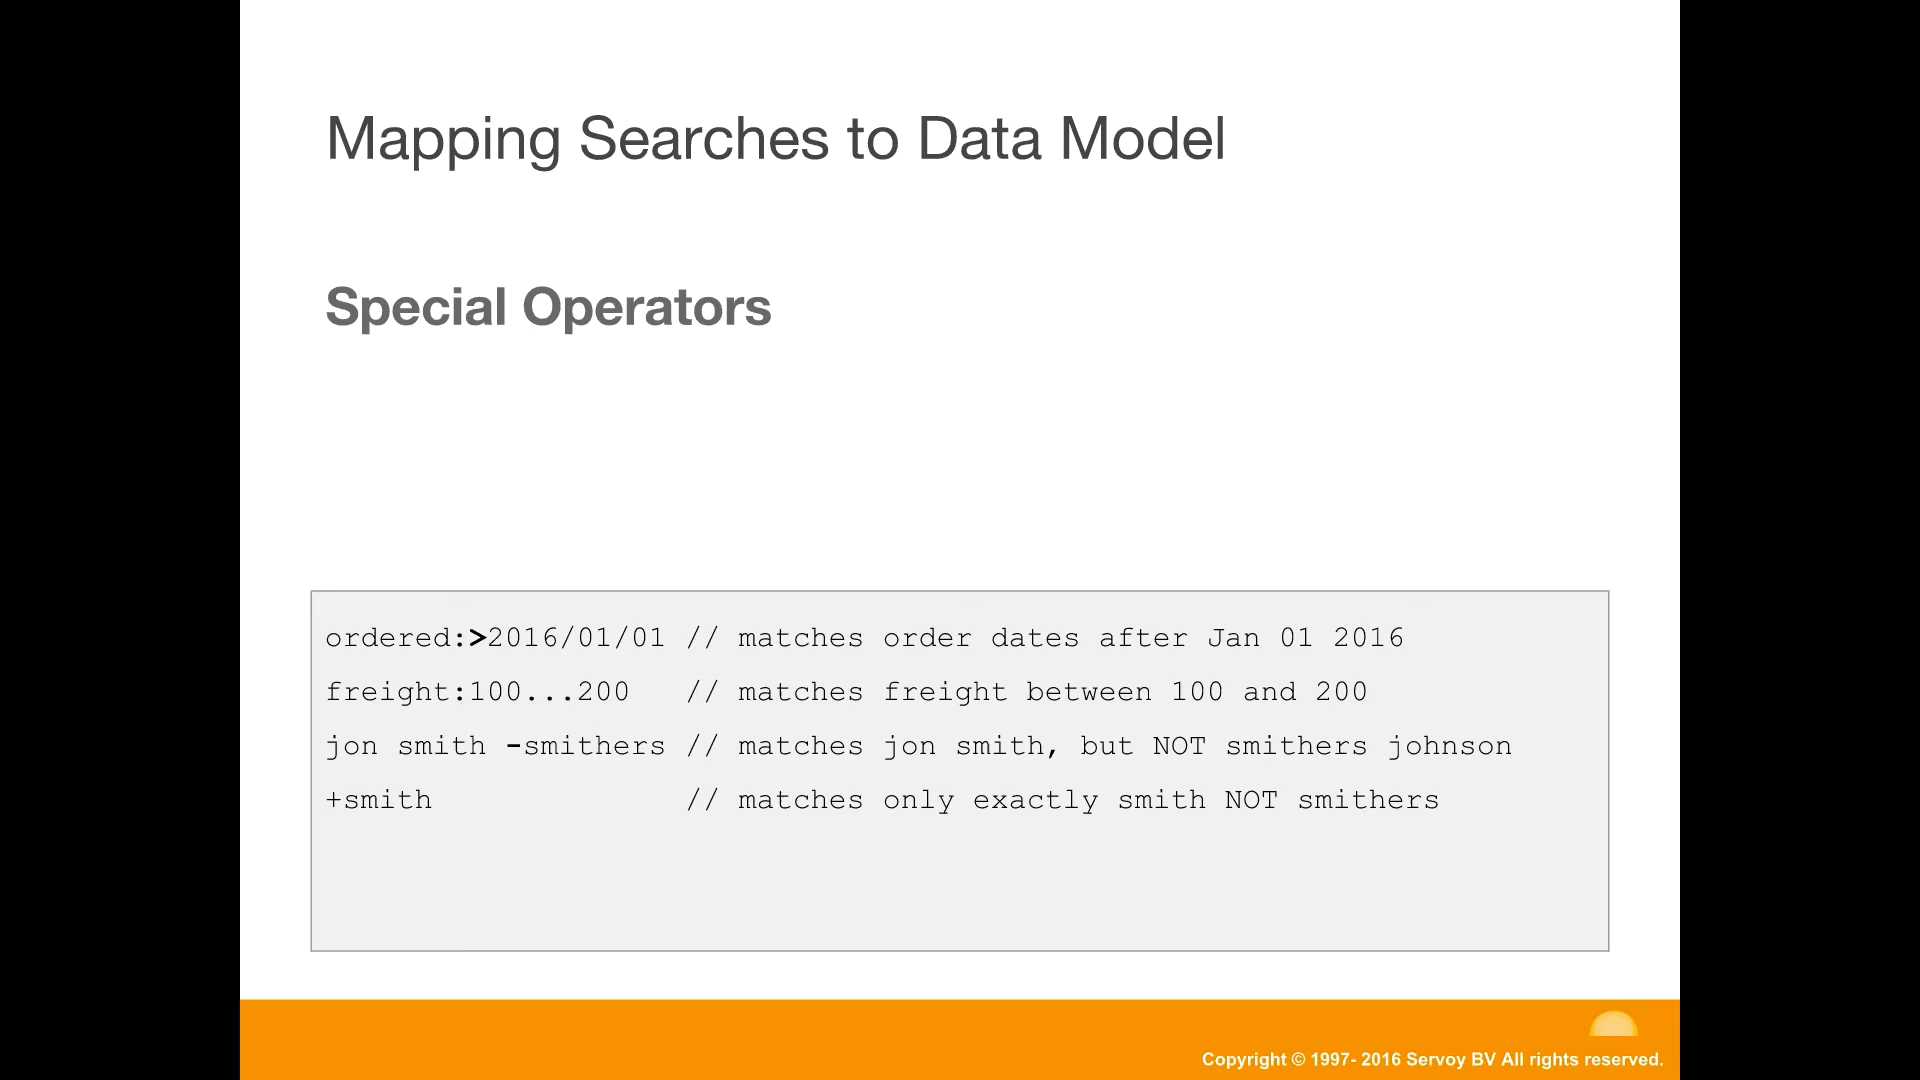 Mapping Searches to Data Model
Special Operators
ordered:>2016/01/01 // matches order dates after Jan 01 2016
freight:100...200 // matches freight between 100 and 200
jon smith -smithers // matches jon smith, but NOT smithers johnson
+smith // matches only exactly smith NOT smithers
Copyright © 1997- 2016 Servoy BV All rights reserved.